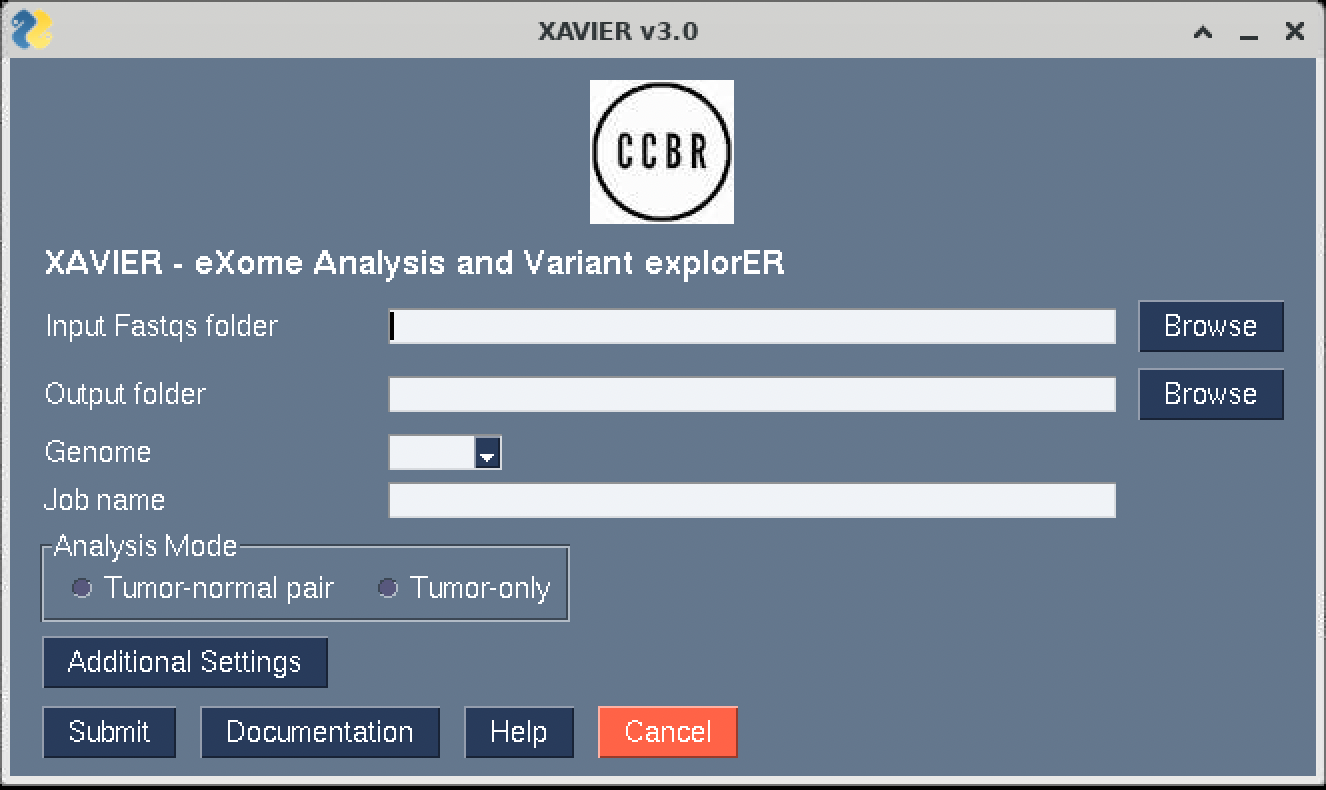 XAVIER v3.0
CCBR
XAVIER - eXome Analysis and Variant explorER
Input Fastqs folder Browse
Output folder Browse
Genome
Job name
Analysis Mode
Tumor-normal pair Tumor-only
Additional Settings
Submit Documentation Help Cancel